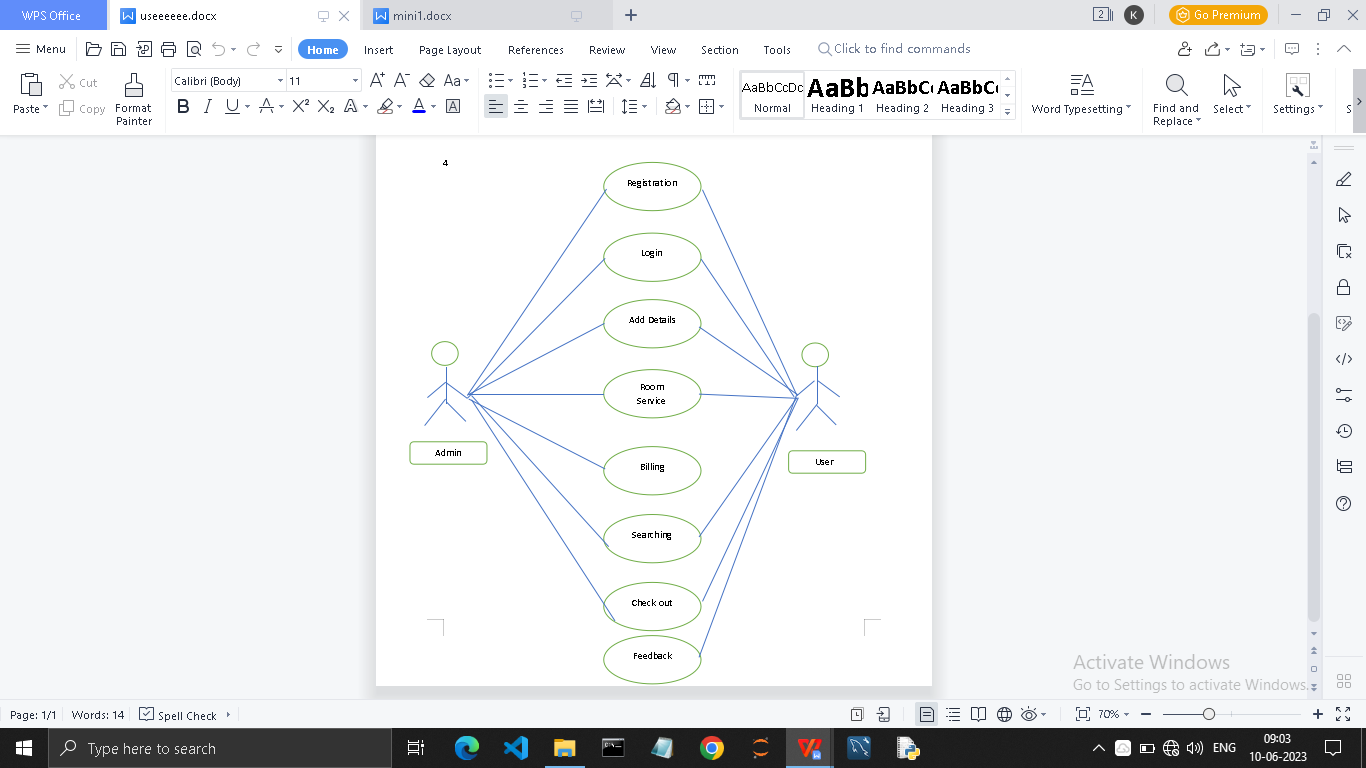 WPS Office
useeeeee.docx
mini1.docx
2
K
Go Premium
Menu
Home
Insert
Page Layout
References
Review
View
Section
Tools
Click to find commands
Paste
Cut
Copy
Format
Painter
Calibri (Body)
11
AaBbCcDc
Normal
AaBb
Heading 1
AaBbC
Heading 2
AaBbC
Heading 3
Word Typesetting
Find and
Replace
Select
Settings
S
4
Registration
Login
Add Details
Room
Service
Admin
User
Billing
Searching
Check out
Feedback
Activate Windows
Go to Settings to activate Windows.
Page: 1/1
Words: 14
Spell Check
70%
Type here to search
ENG
09:03
10-06-2023